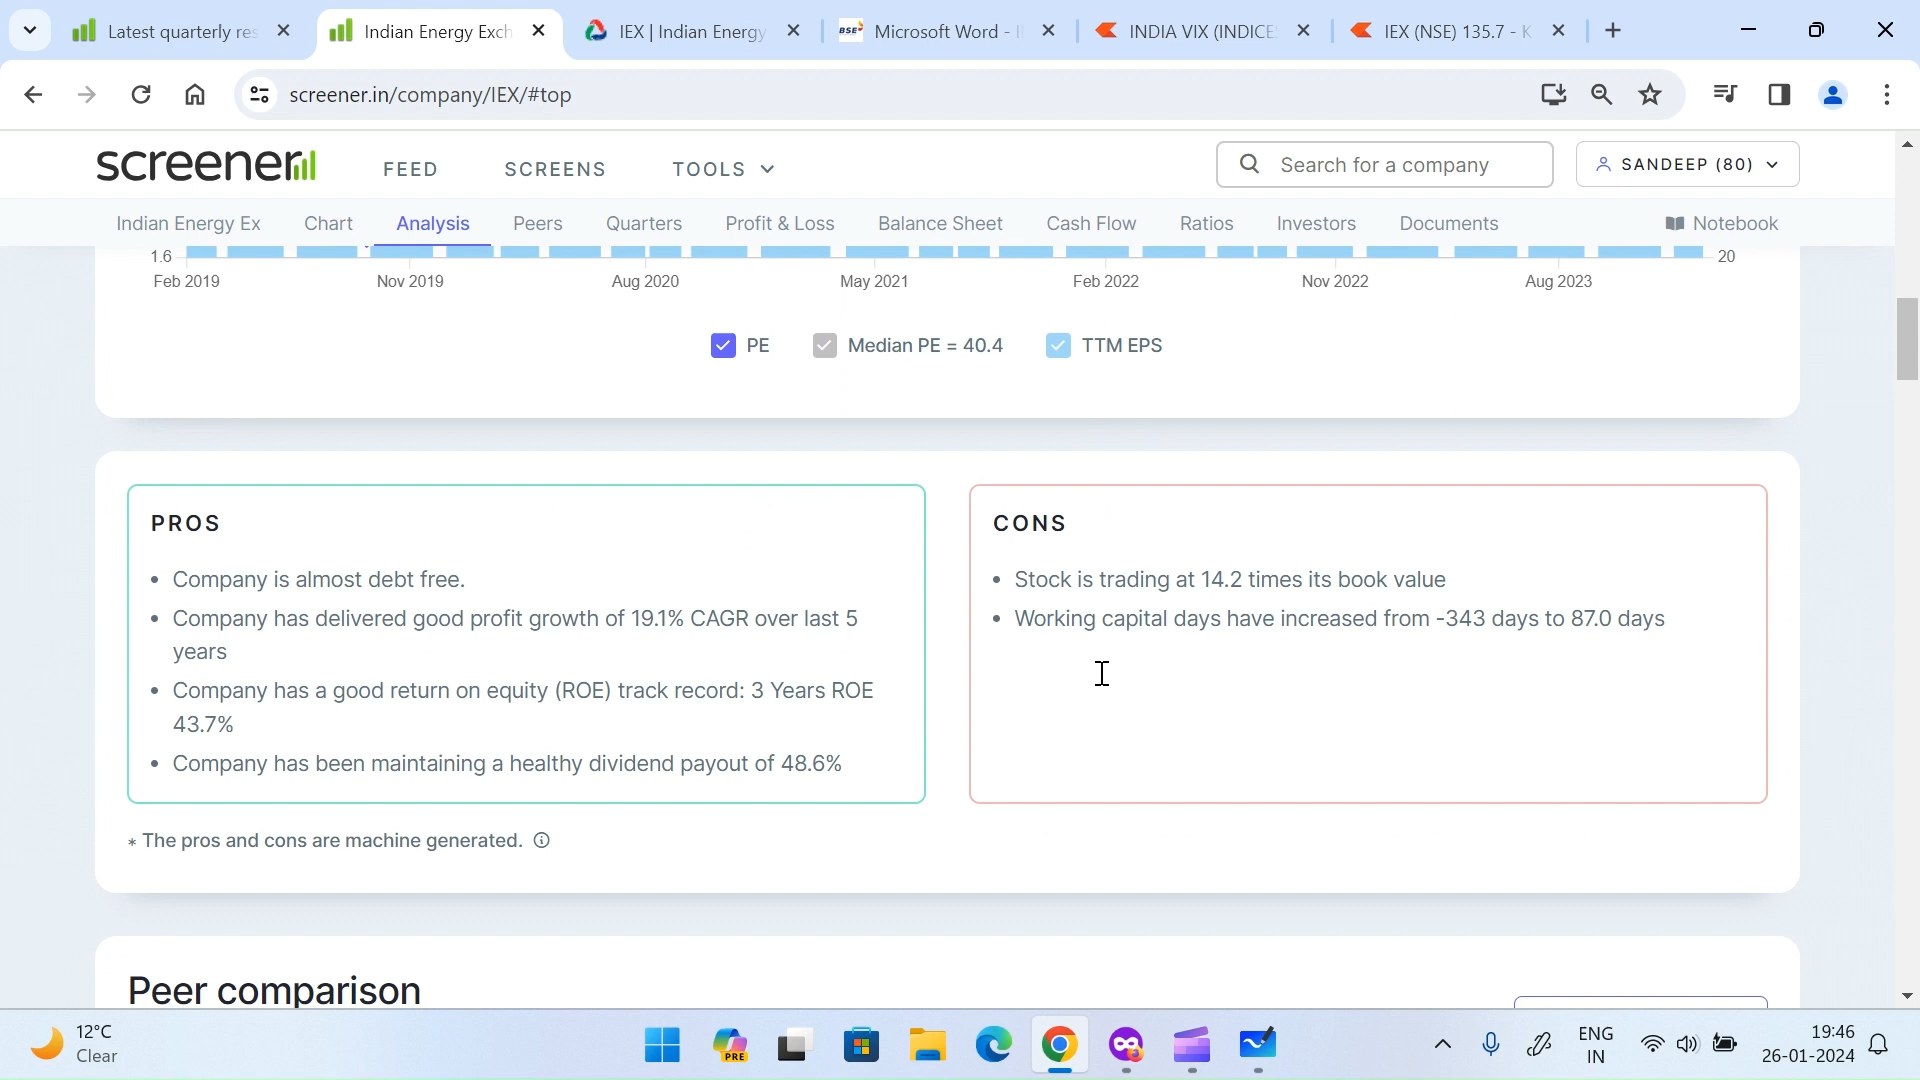 Latest quarterly res
Indian Energy Exch
IEX | Indian Energy
BSE
Microsoft Word - I
INDIA VIX (INDICES
IEX (NSE) 135.7 - K
screener.in/company/IEX/#top
screener
FEED
SCREENS
TOOLS
Search for a company
SANDEEP (80)
Indian Energy Ex
Chart
Analysis
Peers
Quarters
Profit & Loss
Balance Sheet
Cash Flow
Ratios
Investors
Documents
Notebook
1.6
20
Feb 2019
Nov 2019
Aug 2020
May 2021
Feb 2022
Nov 2022
Aug 2023
PE
Median PE = 40.4
TTM EPS
PROS
• Company is almost debt free.
• Company has delivered good profit growth of 19.1% CAGR over last 5
years
• Company has a good return on equity (ROE) track record: 3 Years ROE
43.7%
• Company has been maintaining a healthy dividend payout of 48.6%
CONS
• Stock is trading at 14.2 times its book value
• Working capital days have increased from -343 days to 87.0 days
* The pros and cons are machine generated.
Peer comparison
12°C
Clear
PRE
ENG
IN
19:46
26-01-2024